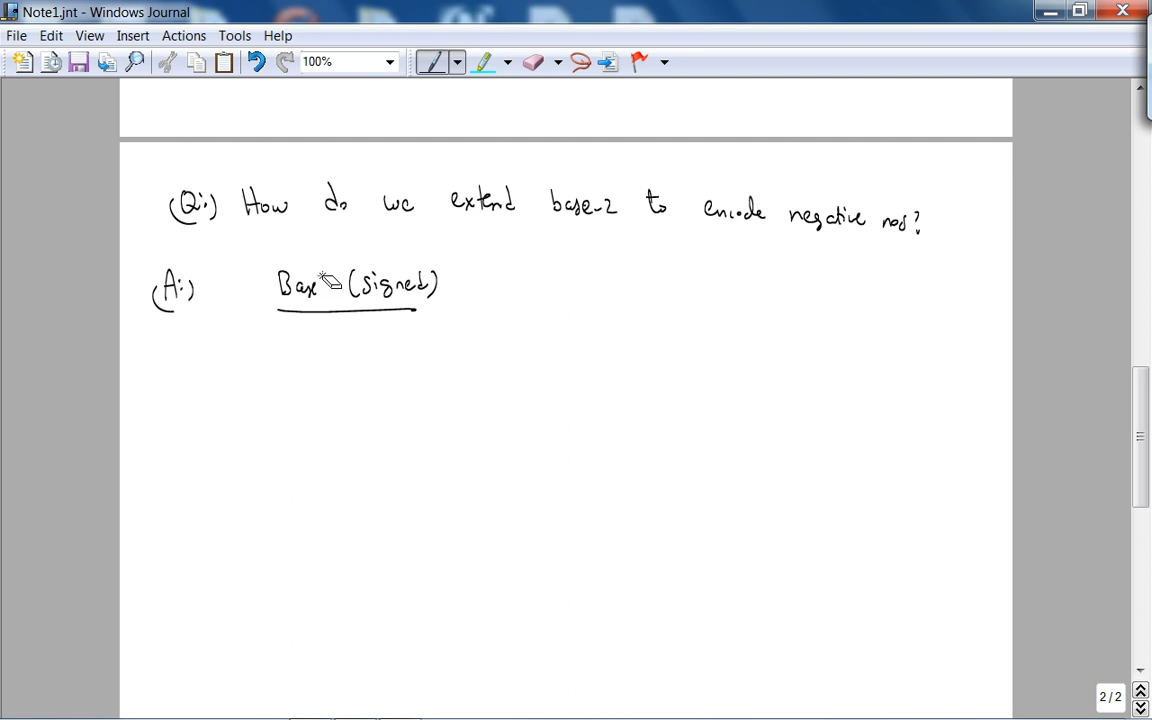 Note1.jnt - Windows Journal
File Edit View Insert Actions Tools Help
100%
(Q:) How do we extend base-2 to encode negative nos?
(A:) Base (Signed)
2 / 2